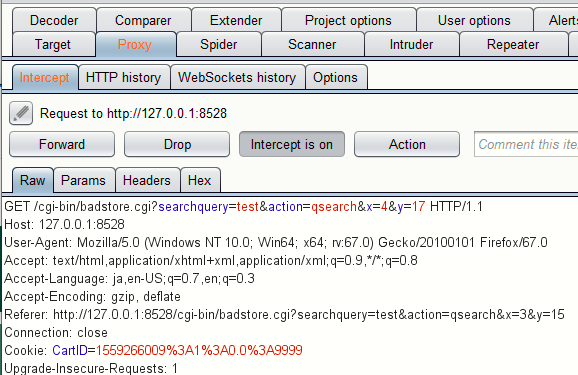 Decoder Comparer Extender Project options User options Alerts
Target Proxy Spider Scanner Intruder Repeater
Intercept HTTP history WebSockets history Options
Request to http://127.0.0.1:8528
Forward Drop Intercept is on Action Comment this ite
Raw Params Headers Hex
GET /cgi-bin/badstore.cgi?searchquery=test&action=qsearch&x=4&y=17 HTTP/1.1
Host: 127.0.0.1:8528
User-Agent: Mozilla/5.0 (Windows NT 10.0; Win64; x64; rv:67.0) Gecko/20100101 Firefox/67.0
Accept: text/html,application/xhtml+xml,application/xml;q=0.9,*/*;q=0.8
Accept-Language: ja,en-US;q=0.7,en;q=0.3
Accept-Encoding: gzip, deflate
Referer: http://127.0.0.1:8528/cgi-bin/badstore.cgi?searchquery=test&action=qsearch&x=3&y=15
Connection: close
Cookie: CartID=1559266009%3A1%3A0.0%3A9999
Upgrade-Insecure-Requests: 1